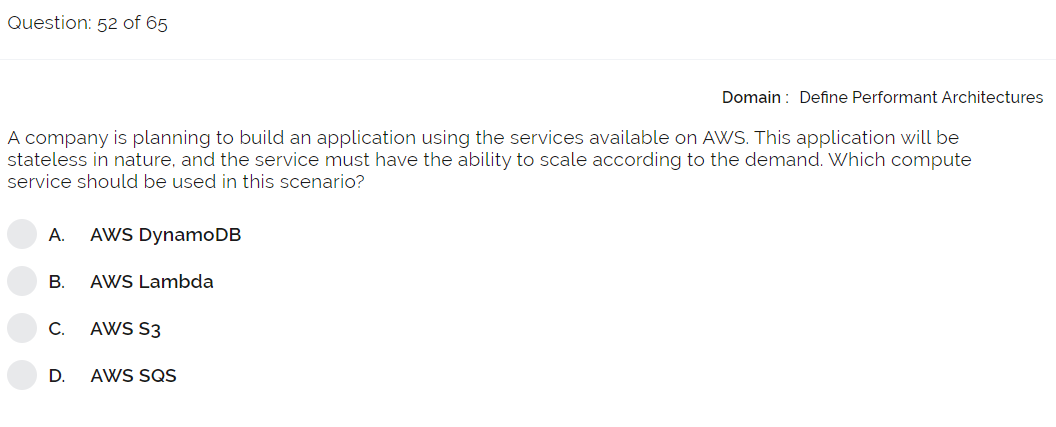 Question: 52 of 65
Domain : Define Performant Architectures
A company is planning to build an application using the services available on AWS. This application will be
stateless in nature, and the service must have the ability to scale according to the demand. Which compute
service should be used in this scenario?
A. AWS DynamoDB
B. AWS Lambda
C. AWS S3
D. AWS SQS